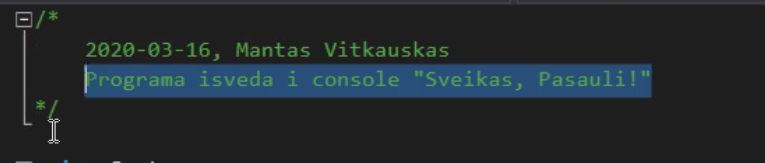 /*
2020-03-16, Mantas Vitkauskas
Programa isveda i console "Sveikas, Pasauli!"
*/